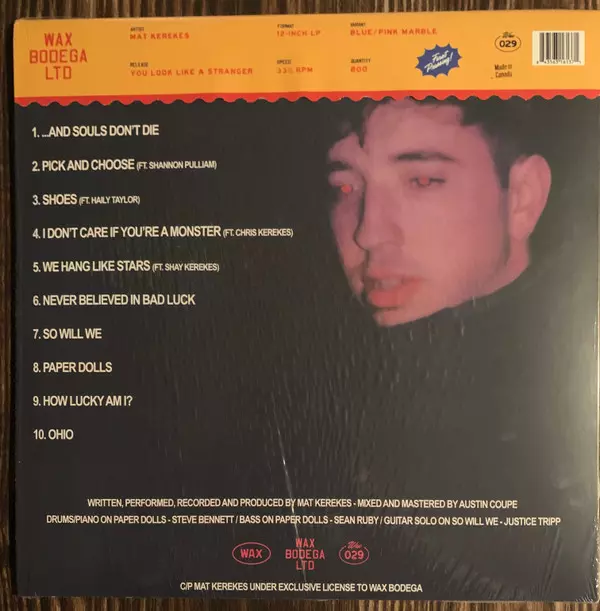 WAX
BODEGA
LTD
ARTIST
MAT KEREKES
FORMAT
12-INCH LP
VARIANT
BLUE/PINK MARBLE
RELEASE
YOU LOOK LIKE A STRANGER
SPEED
33⅓ RPM
QUANTITY
600
First
Pressing!
029
Made in
Canada
1. ...AND SOULS DON'T DIE
2. PICK AND CHOOSE (FT. SHANNON PULLIAM)
3. SHOES (FT. HAILY TAYLOR)
4. I DON'T CARE IF YOU'RE A MONSTER (FT. CHRIS KEREKES)
5. WE HANG LIKE STARS (FT. SHAY KEREKES)
6. NEVER BELIEVED IN BAD LUCK
7. SO WILL WE
8. PAPER DOLLS
9. HOW LUCKY AM I?
10. OHIO
WRITTEN, PERFORMED, RECORDED AND PRODUCED BY MAT KEREKES - MIXED AND MASTERED BY AUSTIN COUPE
DRUMS/PIANO ON PAPER DOLLS - STEVE BENNETT / BASS ON PAPER DOLLS - SEAN RUBY / GUITAR SOLO ON SO WILL WE - JUSTICE TRIPP
WAX
WAX
BODEGA
LTD
029
C/P MAT KEREKES UNDER EXCLUSIVE LICENSE TO WAX BODEGA